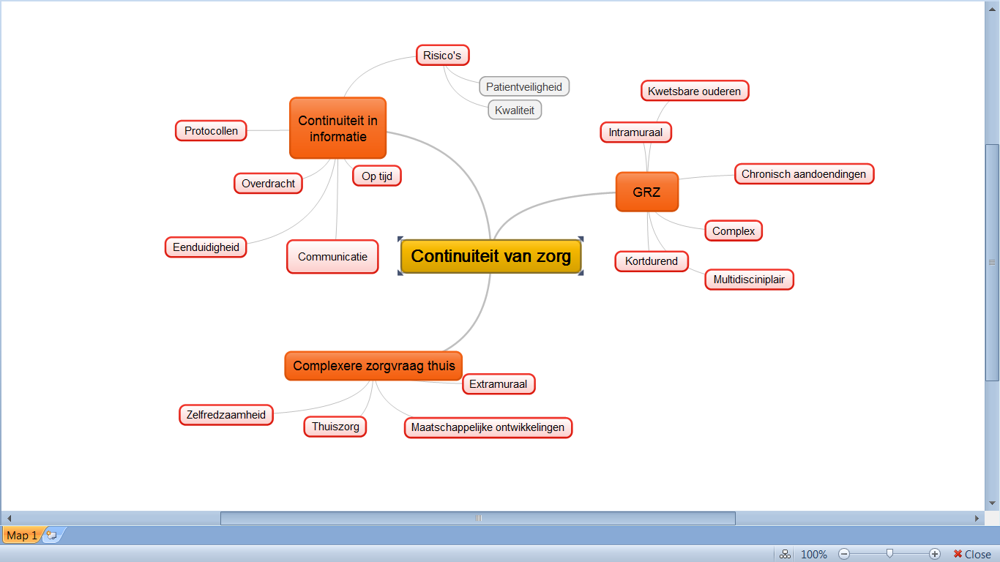 Risico's
Patientveiligheid
Kwaliteit
Continuiteit in
informatie
Protocollen
Overdracht
Op tijd
Eenduidigheid
Communicatie
Kwetsbare ouderen
Intramuraal
GRZ
Chronisch aandoendingen
Complex
Kortdurend
Multidisciniplair
Continuiteit van zorg
Complexere zorgvraag thuis
Extramuraal
Zelfredzaamheid
Thuiszorg
Maatschappelijke ontwikkelingen
Map 1
100%
Close